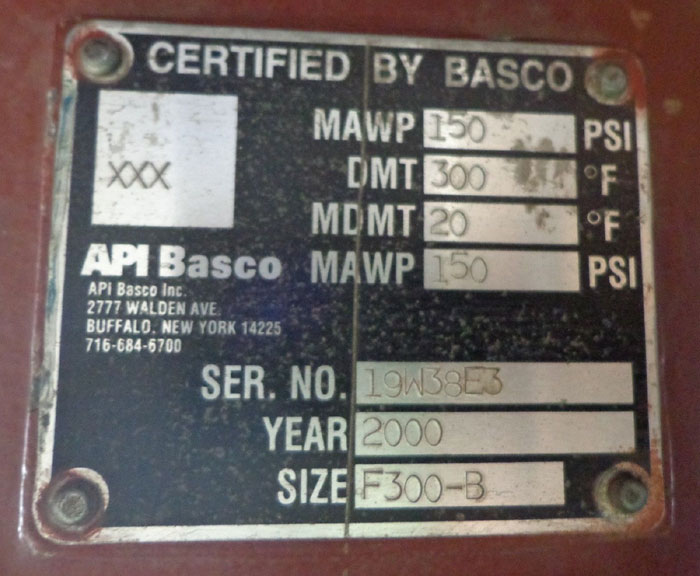 CERTIFIED BY BASCO
MAWP 150 PSI
XXX
DMT 300 °F
MDMT 20 °F
API Basco
MAWP 150 PSI
API Basco Inc.
2777 WALDEN AVE.
BUFFALO, NEW YORK 14225
716-684-6700
SER. NO. 19W38E3
YEAR 2000
SIZE F300-B